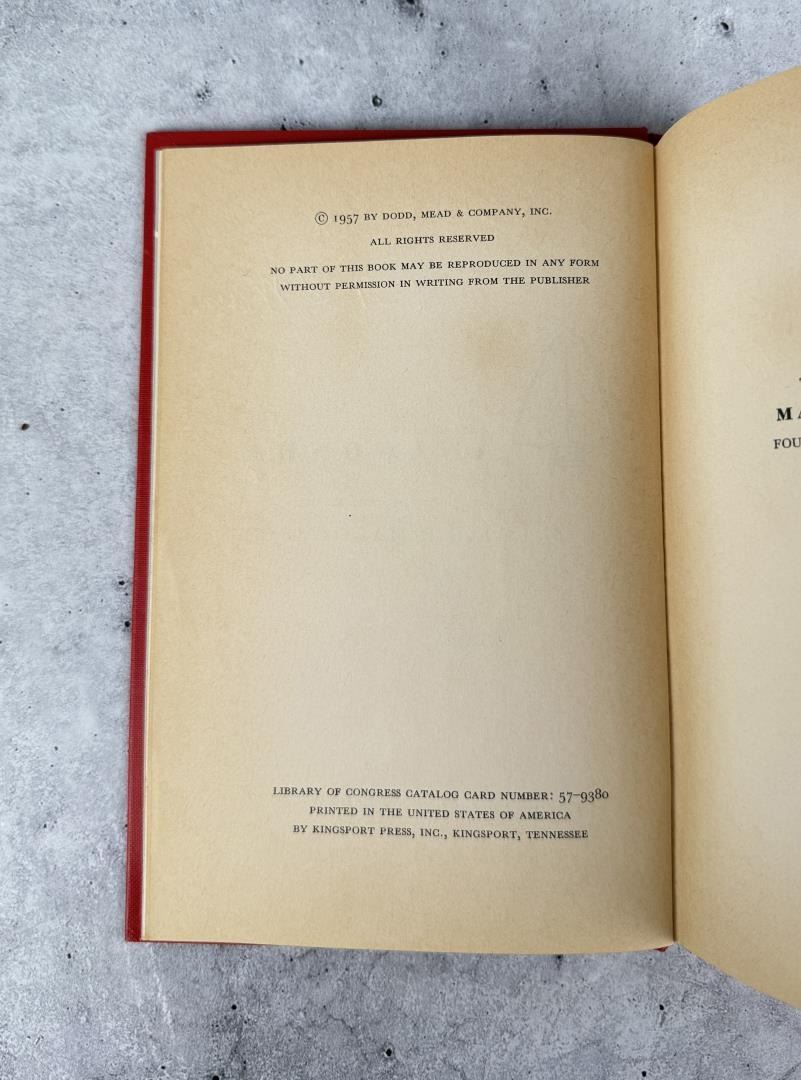 © 1957 BY DODD, MEAD & COMPANY, INC.
ALL RIGHTS RESERVED
NO PART OF THIS BOOK MAY BE REPRODUCED IN ANY FORM
WITHOUT PERMISSION IN WRITING FROM THE PUBLISHER
LIBRARY OF CONGRESS CATALOG CARD NUMBER: 57–9380
PRINTED IN THE UNITED STATES OF AMERICA
BY KINGSPORT PRESS, INC., KINGSPORT, TENNESSEE